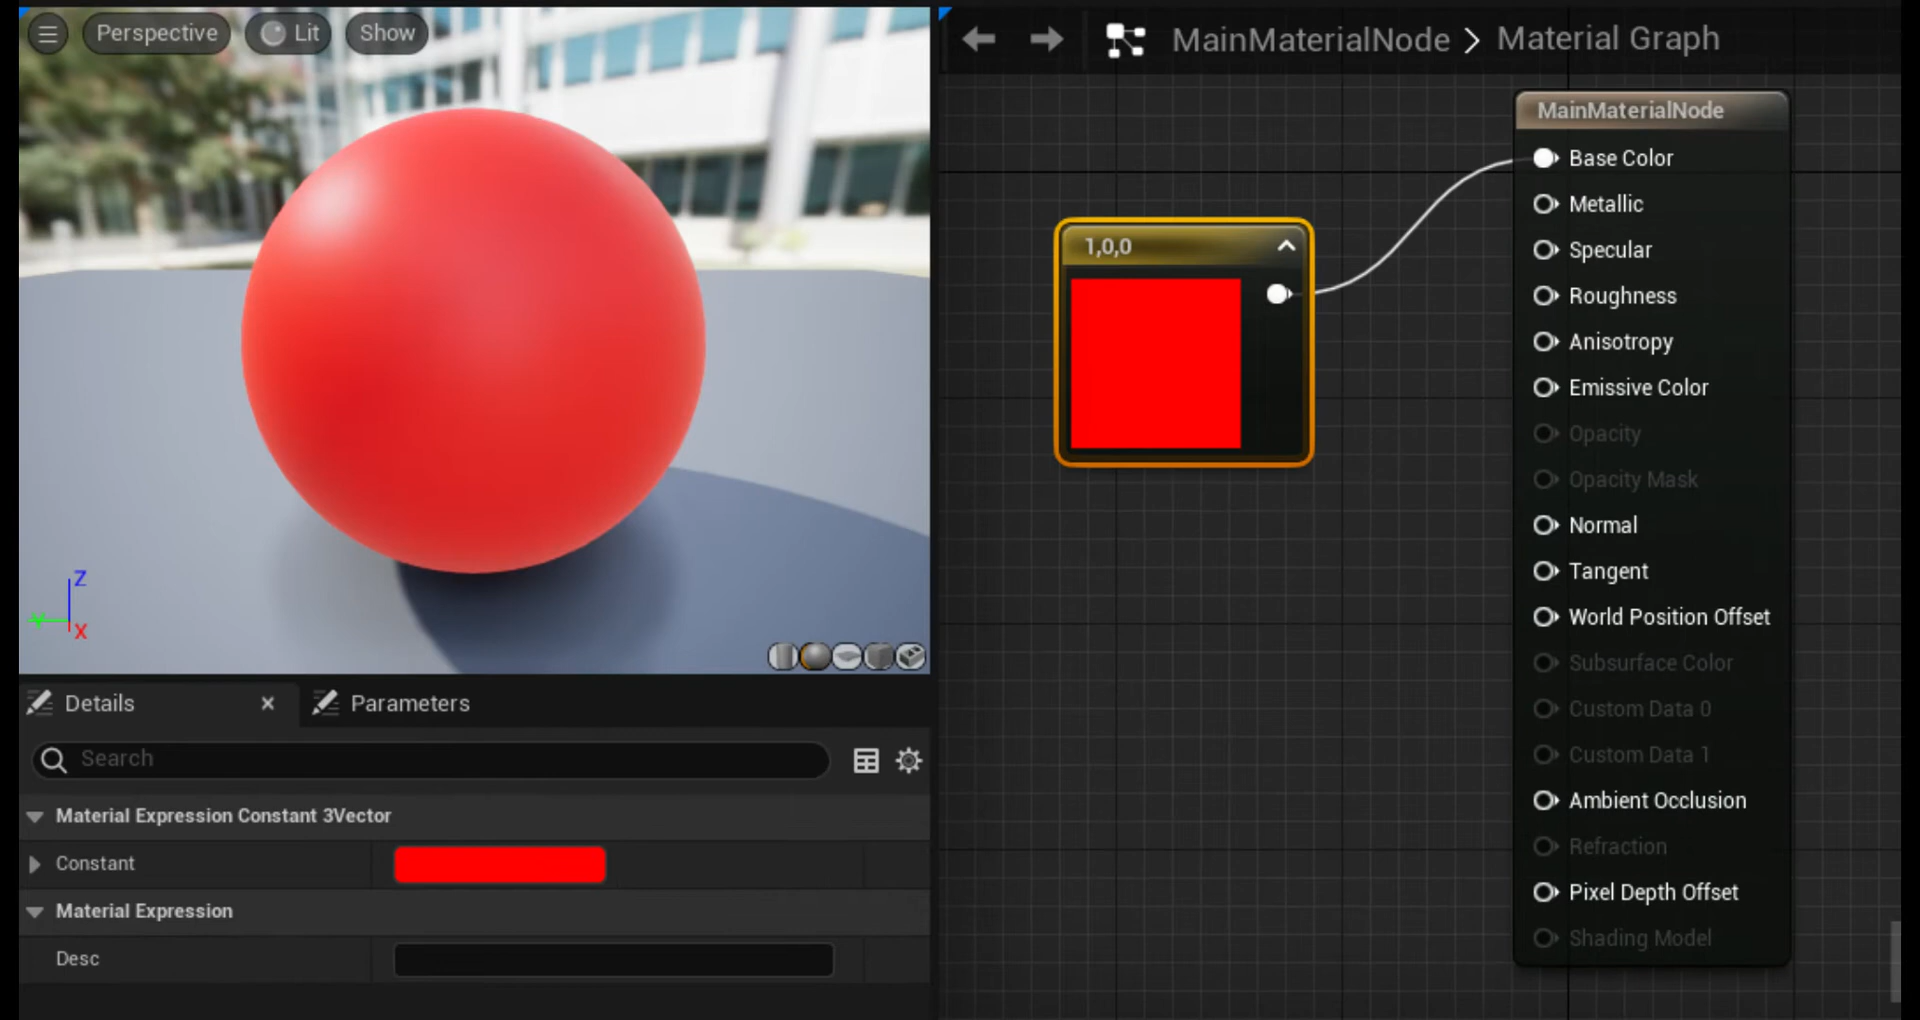 Perspective
Lit
Show
Z
Y
X
Details
Parameters
Search
Material Expression Constant 3Vector
Constant
Material Expression
Desc
MainMaterialNode > Material Graph
1,0,0
MainMaterialNode
Base Color
Metallic
Specular
Roughness
Anisotropy
Emissive Color
Opacity
Opacity Mask
Normal
Tangent
World Position Offset
Subsurface Color
Custom Data 0
Custom Data 1
Ambient Occlusion
Refraction
Pixel Depth Offset
Shading Model